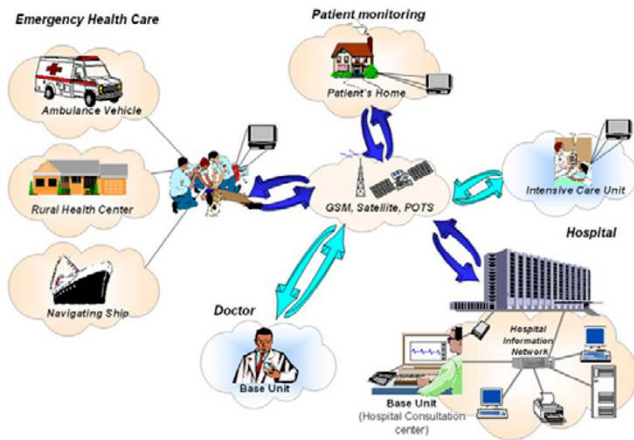 Emergency Health Care
Patient monitoring
Ambulance Vehicle
Patient's Home
Rural Health Center
GSM, Satellite, POTS
Intensive Care Unit
Hospital
Navigating Ship
Doctor
Base Unit
Hospital
Information
Network
Base Unit
(Hospital Consultation
center)